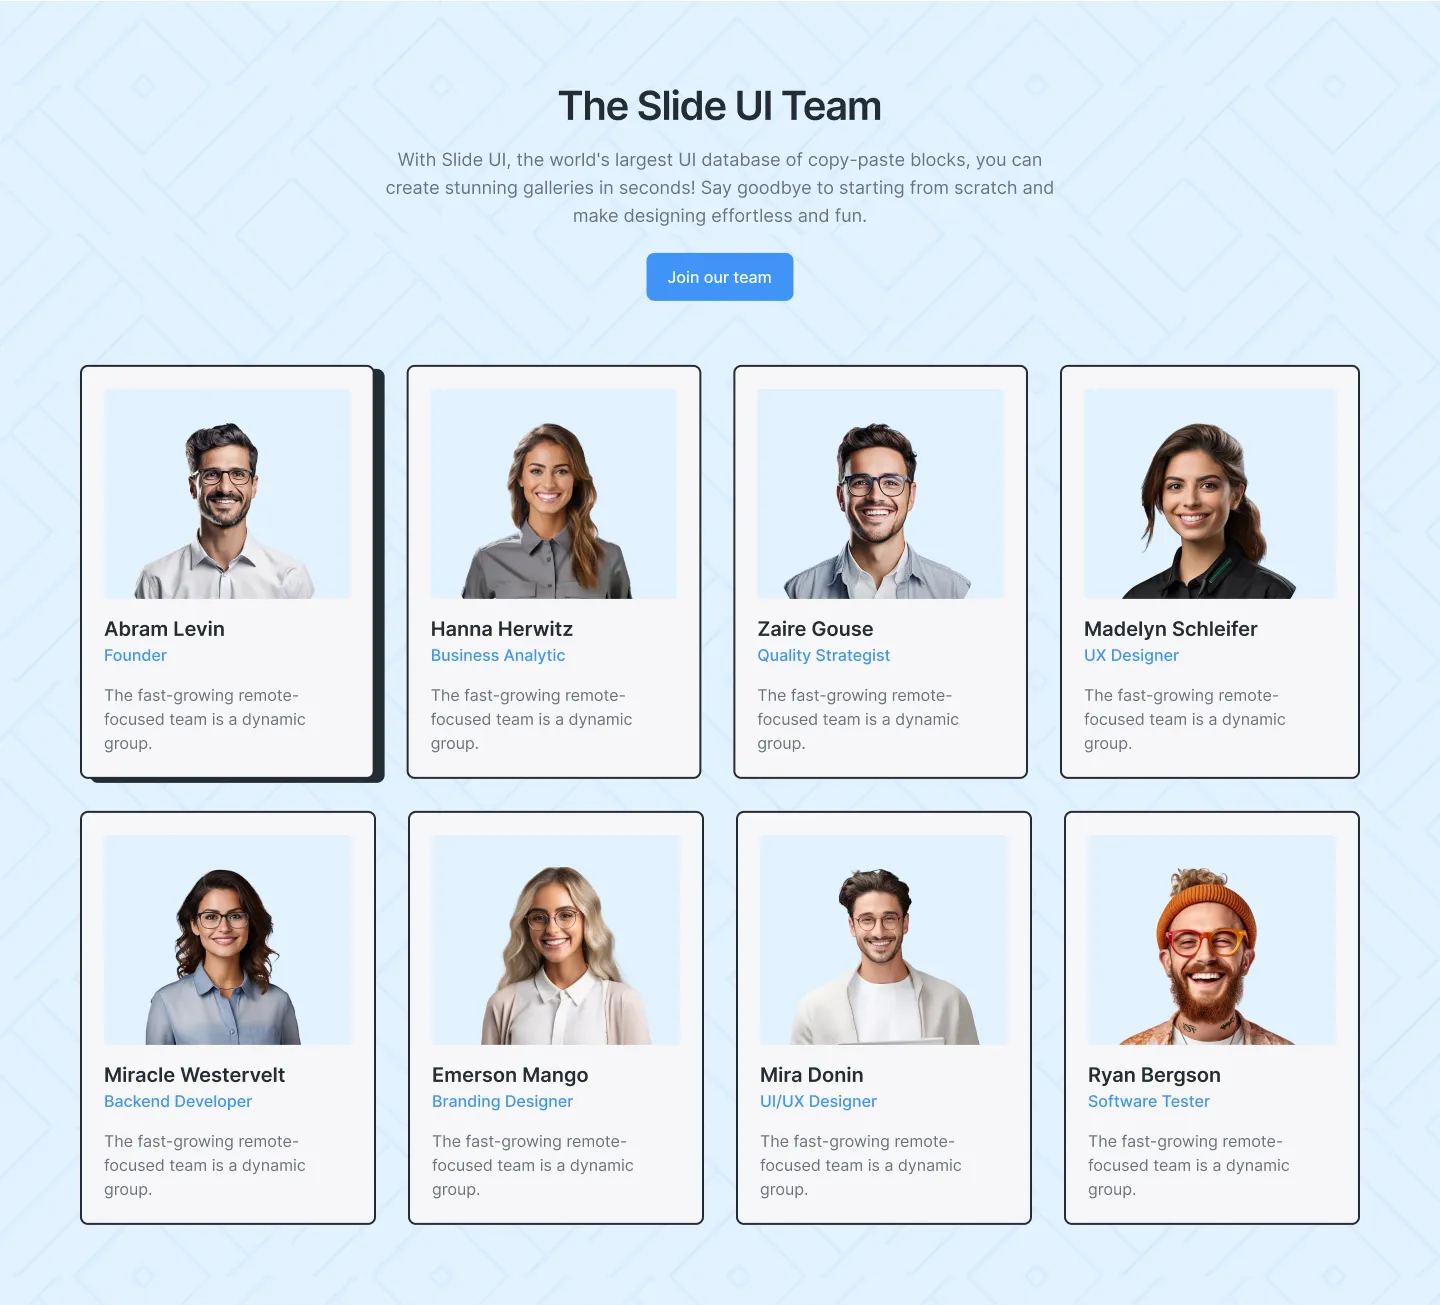 The Slide UI Team
With Slide UI, the world's largest UI database of copy-paste blocks, you can
create stunning galleries in seconds! Say goodbye to starting from scratch and
make designing effortless and fun.
Join our team
Abram Levin
Founder
The fast-growing remote-
focused team is a dynamic
group.
Hanna Herwitz
Business Analytic
The fast-growing remote-
focused team is a dynamic
group.
Zaire Gouse
Quality Strategist
The fast-growing remote-
focused team is a dynamic
group.
Madelyn Schleifer
UX Designer
The fast-growing remote-
focused team is a dynamic
group.
Miracle Westervelt
Backend Developer
The fast-growing remote-
focused team is a dynamic
group.
Emerson Mango
Branding Designer
The fast-growing remote-
focused team is a dynamic
group.
Mira Donin
UI/UX Designer
The fast-growing remote-
focused team is a dynamic
group.
Ryan Bergson
Software Tester
The fast-growing remote-
focused team is a dynamic
group.